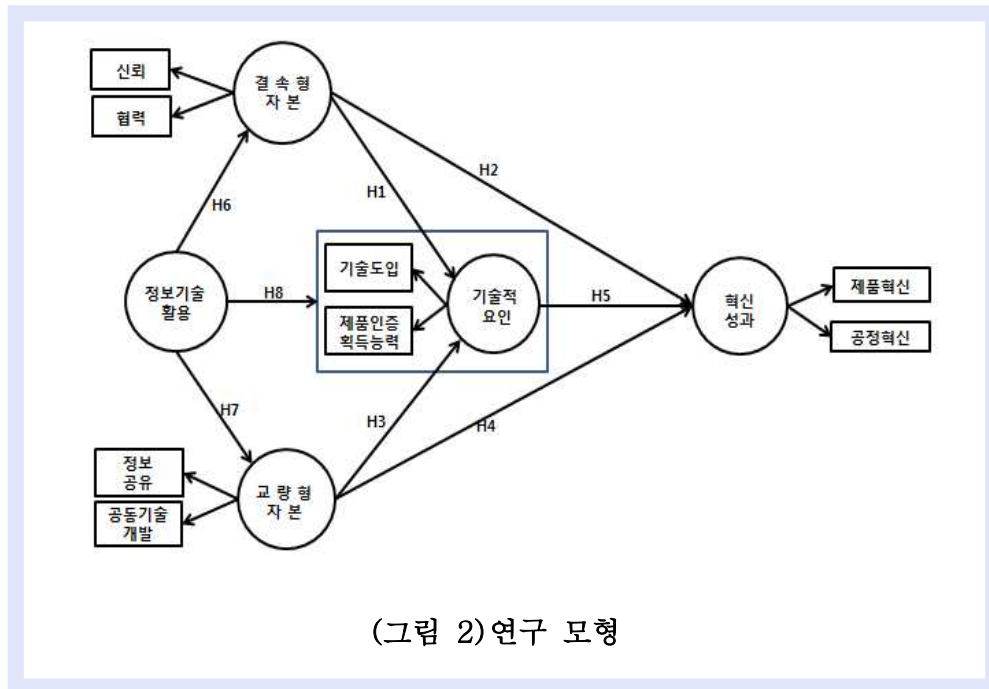 신뢰
협력
결 속 형
자 본
H2
H1
H6
정보기술
활용
H8
기술도입
제품인증
획득능력
기술적
요인
H5
혁신
성과
제품혁신
공정혁신
H7
H3
H4
정보
공유
공동기술
개발
교 량 형
자 본
(그림 2)연구 모형